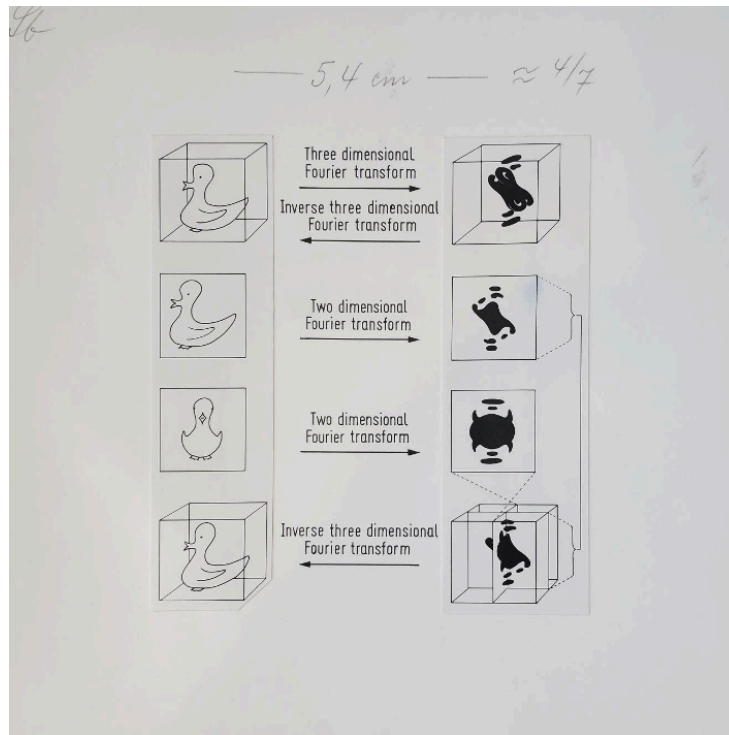 5,4 cm ≈ 4/7
Three dimensional
Fourier transform
Inverse three dimensional
Fourier transform
Two dimensional
Fourier transform
Two dimensional
Fourier transform
Inverse three dimensional
Fourier transform